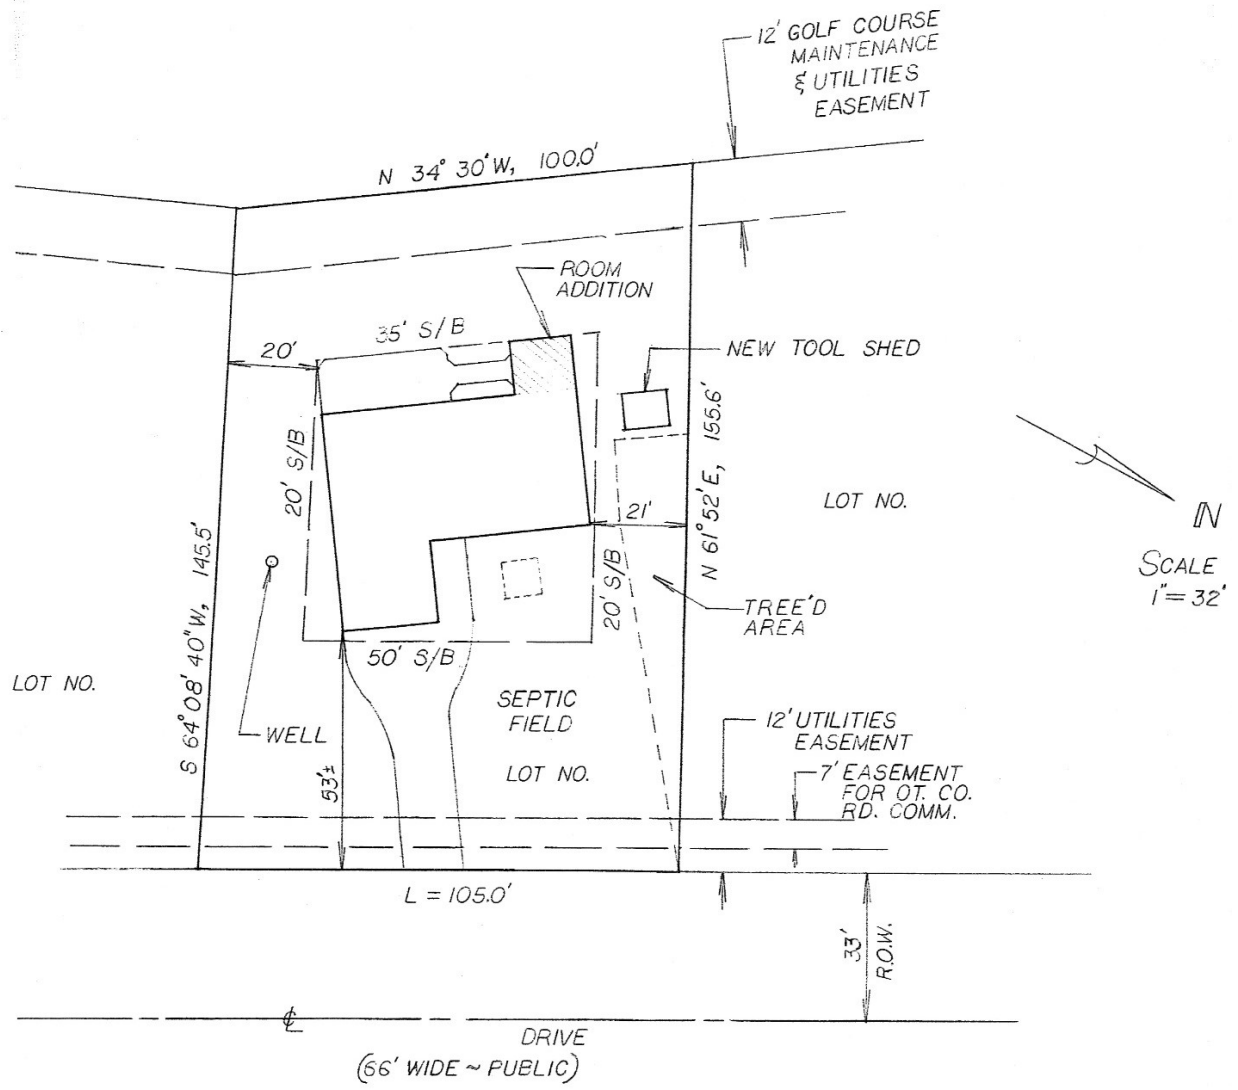 12' GOLF COURSE
MAINTENANCE
& UTILITIES
EASEMENT
N 34° 30' W, 100.0'
ROOM
ADDITION
35' S/B
20'
NEW TOOL SHED
20' S/B
N 61° 52' E, 155.6'
LOT NO.
21'
N
SCALE
1" = 32'
S 64° 08' 40" W, 145.5'
20' S/B
TREE'D
AREA
50' S/B
LOT NO.
WELL
SEPTIC
FIELD
LOT NO.
53'±
12' UTILITIES
EASEMENT
7' EASEMENT
FOR OT. CO.
RD. COMM.
L = 105.0'
33'
R.O.W.
℄
DRIVE
(66' WIDE ~ PUBLIC)